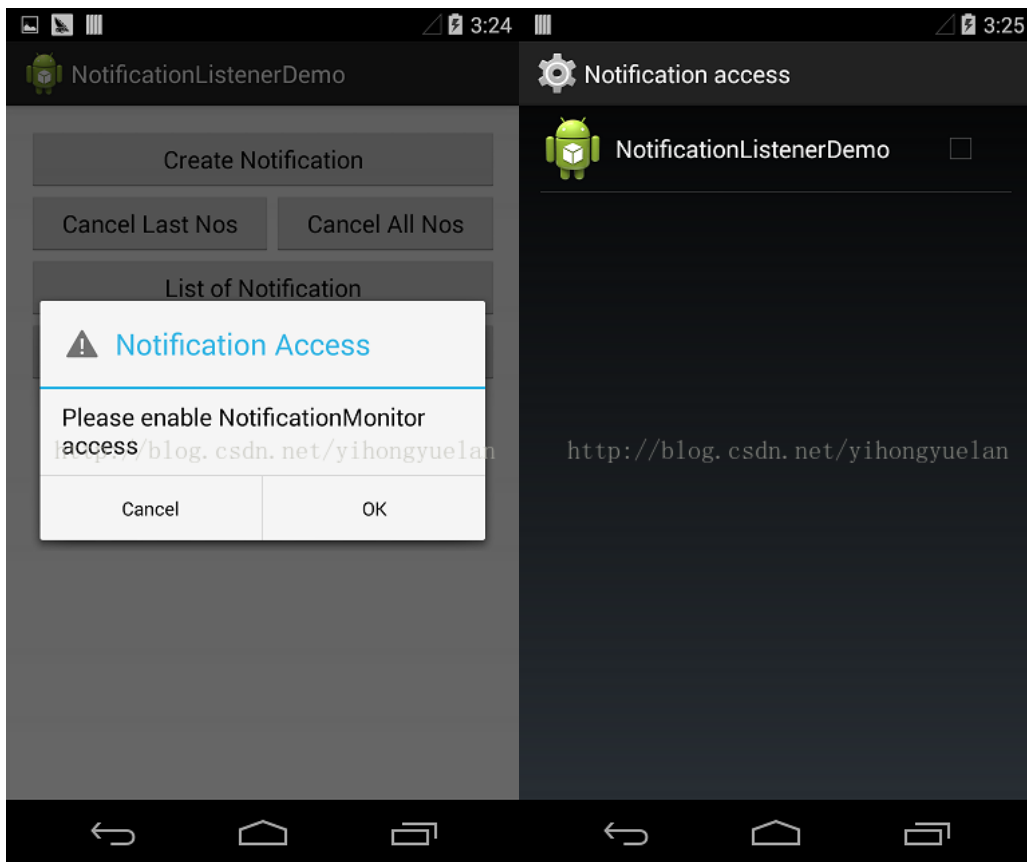 3:24
NotificationListenerDemo
Create Notification
Cancel Last Nos
Cancel All Nos
List of Notification
Notification Access
Please enable NotificationMonitor
access
http://blog.csdn.net/yihongyuelan
Cancel
OK
3:25
Notification access
NotificationListenerDemo
http://blog.csdn.net/yihongyuelan